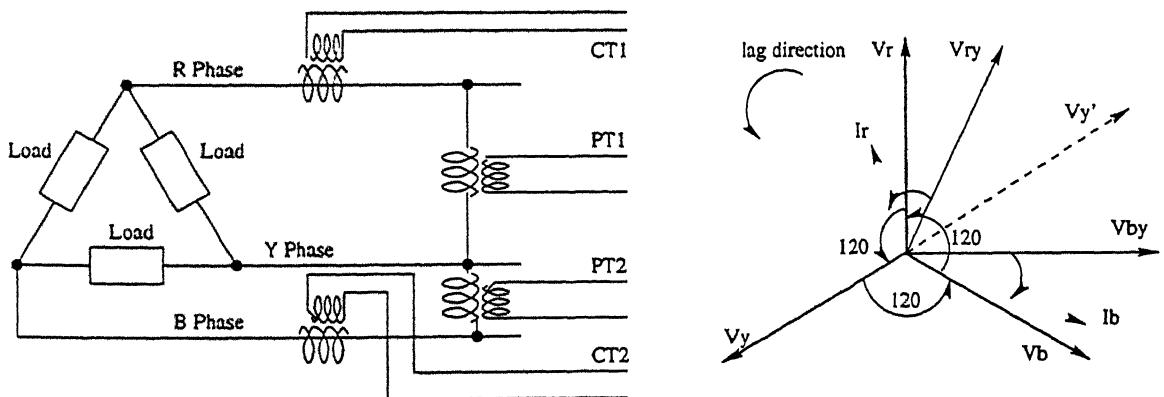 CT1
R Phase
Load
Load
PT1
Load
Y Phase
PT2
B Phase
CT2
lag direction
Vr
Vry
Vy'
Ir
120
120
Vby
120
Ib
Vy
Vb